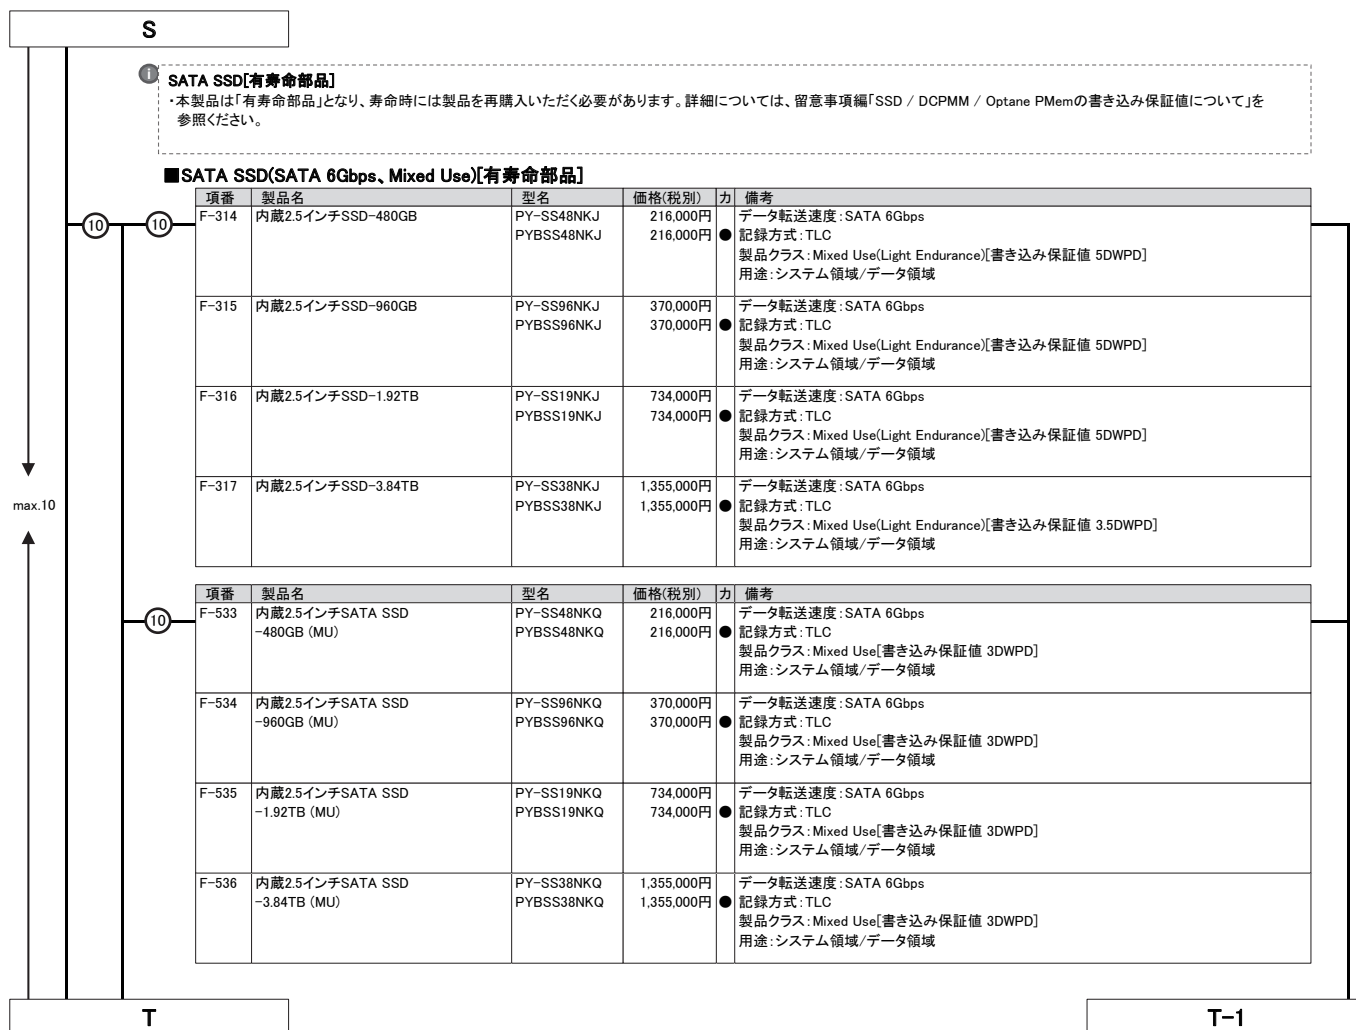 S
i
SATA SSD[有寿命部品]
・本製品は「有寿命部品」となり、寿命時には製品を再購入いただく必要があります。詳細については、留意事項編「SSD / DCPMM / Optane PMemの書き込み保証値について」を
参照ください。
■SATA SSD(SATA 6Gbps、Mixed Use)[有寿命部品]
項番 製品名 型名 価格(税別) カ 備考
10 10 F-314 内蔵2.5インチSSD-480GB PY-SS48NKJ 216,000円 データ転送速度:SATA 6Gbps
PYBSS48NKJ 216,000円 ● 記録方式:TLC
製品クラス:Mixed Use(Light Endurance)[書き込み保証値 5DWPD]
用途:システム領域/データ領域
F-315 内蔵2.5インチSSD-960GB PY-SS96NKJ 370,000円 データ転送速度:SATA 6Gbps
PYBSS96NKJ 370,000円 ● 記録方式:TLC
製品クラス:Mixed Use(Light Endurance)[書き込み保証値 5DWPD]
用途:システム領域/データ領域
F-316 内蔵2.5インチSSD-1.92TB PY-SS19NKJ 734,000円 データ転送速度:SATA 6Gbps
PYBSS19NKJ 734,000円 ● 記録方式:TLC
製品クラス:Mixed Use(Light Endurance)[書き込み保証値 5DWPD]
用途:システム領域/データ領域
F-317 内蔵2.5インチSSD-3.84TB PY-SS38NKJ 1,355,000円 データ転送速度:SATA 6Gbps
max.10 PYBSS38NKJ 1,355,000円 ● 記録方式:TLC
製品クラス:Mixed Use(Light Endurance)[書き込み保証値 3.5DWPD]
用途:システム領域/データ領域
項番 製品名 型名 価格(税別) カ 備考
10 F-533 内蔵2.5インチSATA SSD PY-SS48NKQ 216,000円 データ転送速度:SATA 6Gbps
-480GB (MU) PYBSS48NKQ 216,000円 ● 記録方式:TLC
製品クラス:Mixed Use[書き込み保証値 3DWPD]
用途:システム領域/データ領域
F-534 内蔵2.5インチSATA SSD PY-SS96NKQ 370,000円 データ転送速度:SATA 6Gbps
-960GB (MU) PYBSS96NKQ 370,000円 ● 記録方式:TLC
製品クラス:Mixed Use[書き込み保証値 3DWPD]
用途:システム領域/データ領域
F-535 内蔵2.5インチSATA SSD PY-SS19NKQ 734,000円 データ転送速度:SATA 6Gbps
-1.92TB (MU) PYBSS19NKQ 734,000円 ● 記録方式:TLC
製品クラス:Mixed Use[書き込み保証値 3DWPD]
用途:システム領域/データ領域
F-536 内蔵2.5インチSATA SSD PY-SS38NKQ 1,355,000円 データ転送速度:SATA 6Gbps
-3.84TB (MU) PYBSS38NKQ 1,355,000円 ● 記録方式:TLC
製品クラス:Mixed Use[書き込み保証値 3DWPD]
用途:システム領域/データ領域
T T-1